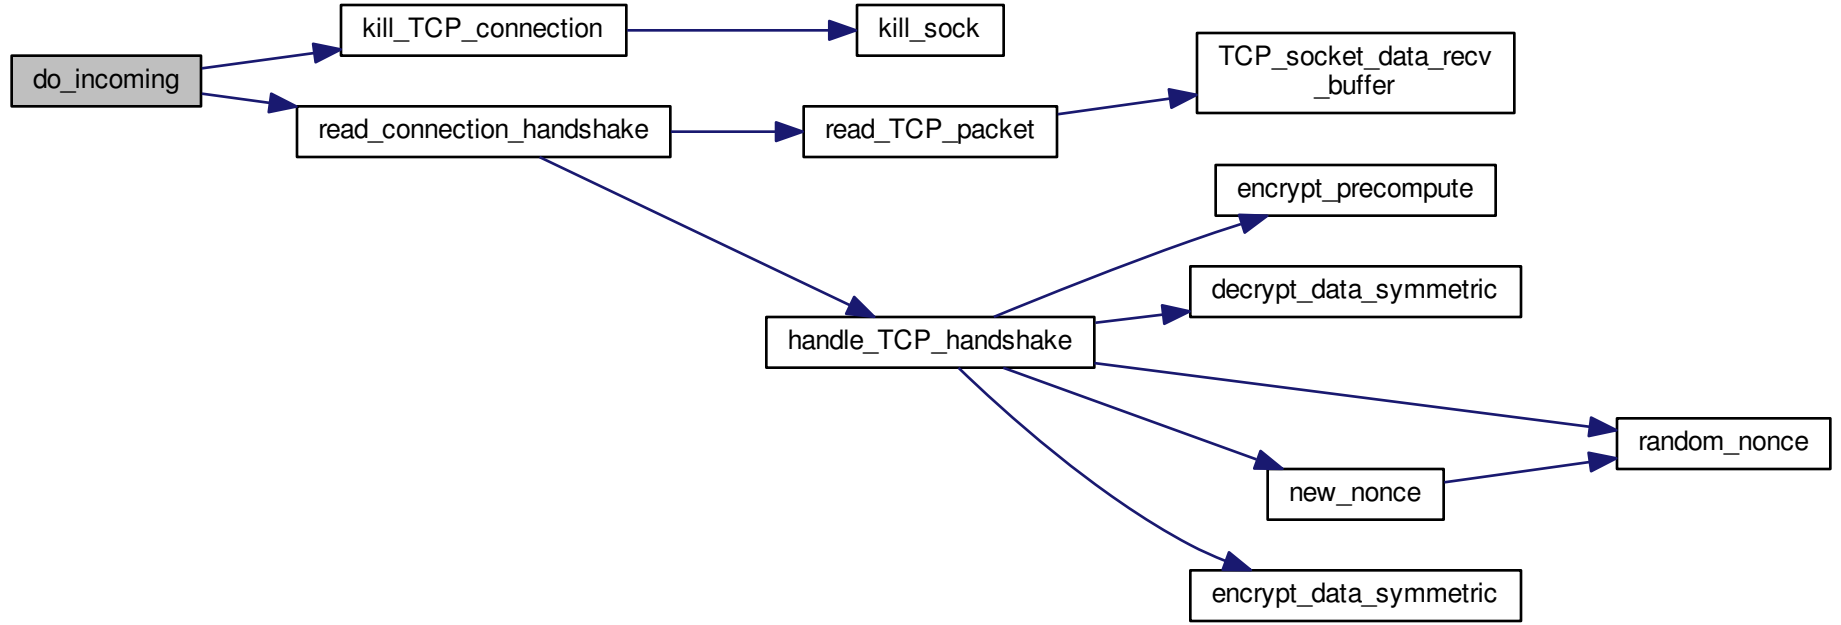 do_incoming
kill_TCP_connection
kill_sock
read_connection_handshake
read_TCP_packet
TCP_socket_data_recv
_buffer
encrypt_precompute
decrypt_data_symmetric
handle_TCP_handshake
random_nonce
new_nonce
encrypt_data_symmetric